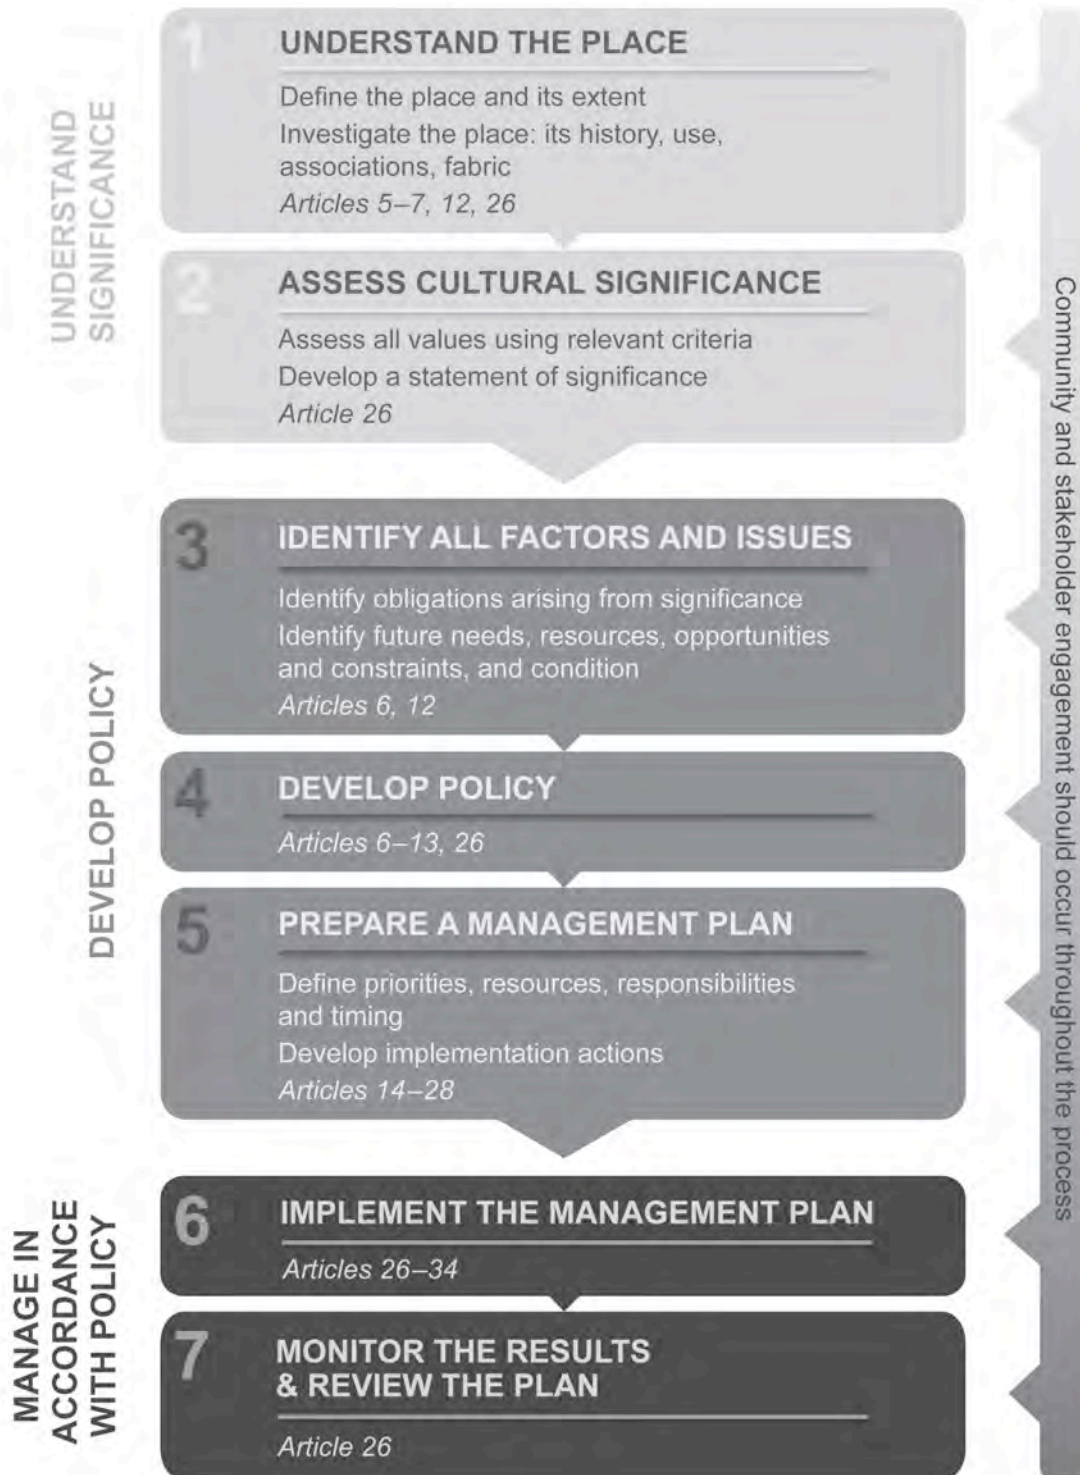 UNDERSTAND
SIGNIFICANCE
1
UNDERSTAND THE PLACE
Define the place and its extent
Investigate the place: its history, use,
associations, fabric
Articles 5–7, 12, 26
2
ASSESS CULTURAL SIGNIFICANCE
Assess all values using relevant criteria
Develop a statement of significance
Article 26
DEVELOP POLICY
3
IDENTIFY ALL FACTORS AND ISSUES
Identify obligations arising from significance
Identify future needs, resources, opportunities
and constraints, and condition
Articles 6, 12
4
DEVELOP POLICY
Articles 6–13, 26
5
PREPARE A MANAGEMENT PLAN
Define priorities, resources, responsibilities
and timing
Develop implementation actions
Articles 14–28
MANAGE IN
ACCORDANCE
WITH POLICY
6
IMPLEMENT THE MANAGEMENT PLAN
Articles 26–34
7
MONITOR THE RESULTS
& REVIEW THE PLAN
Article 26
Community and stakeholder engagement should occur throughout the process